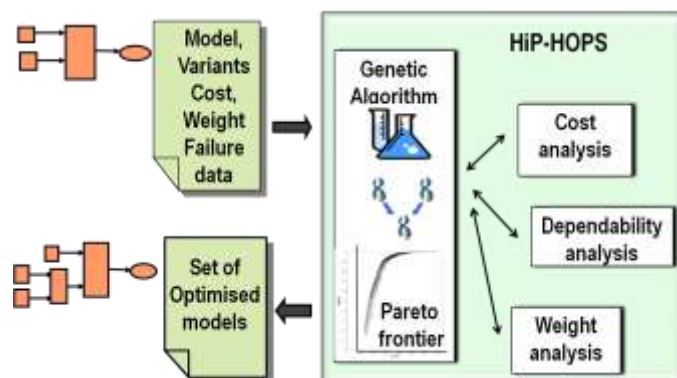 Model,
Variants
Cost,
Weight
Failure
data
HiP-HOPS
Genetic
Algorithm
Cost
analysis
Dependability
analysis
Weight
analysis
Pareto
frontier
Set of
Optimised
models